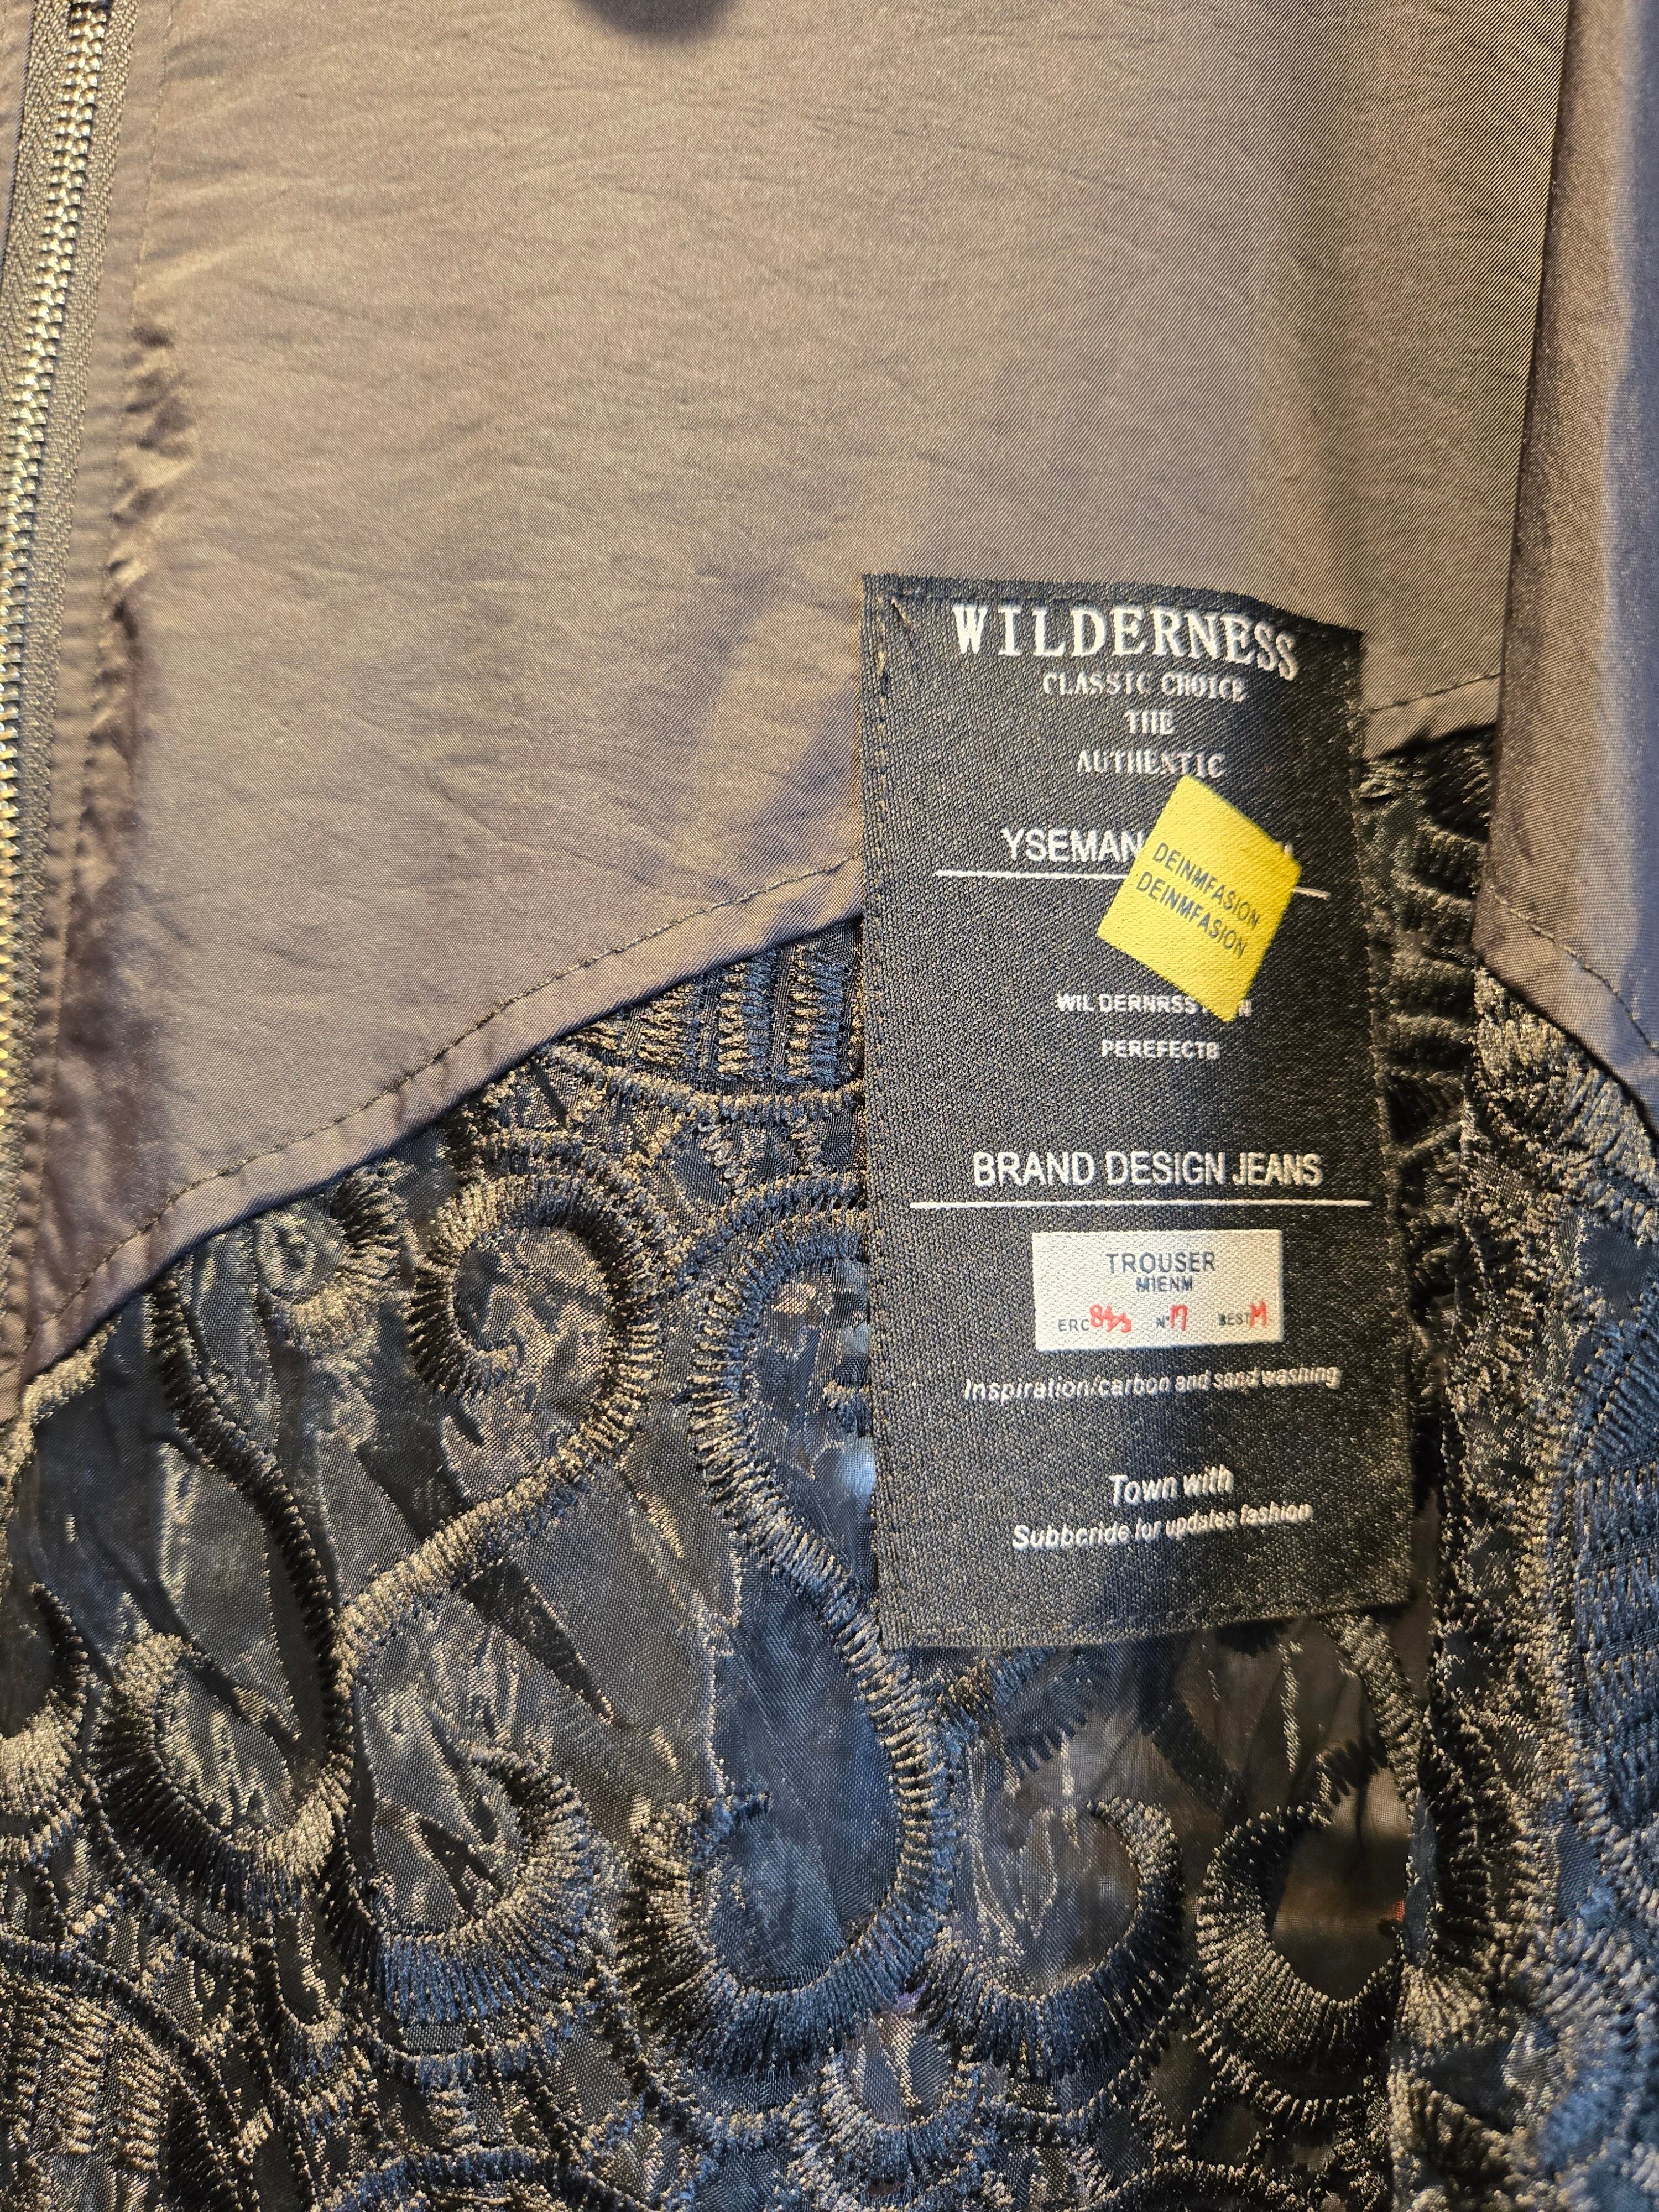 WILDERNESS
CLASSIC CHOICE
THE
AUTHENTIC
YSEMAN
DEINMFASION
DEINMFASION
WILDERNRSS
PEREFECTB
BRAND DESIGN JEANS
TROUSER
MIENM
ERC N° BEST M
Inspiration/carbon and sand washing
Town with
Subbcride for updates fashion